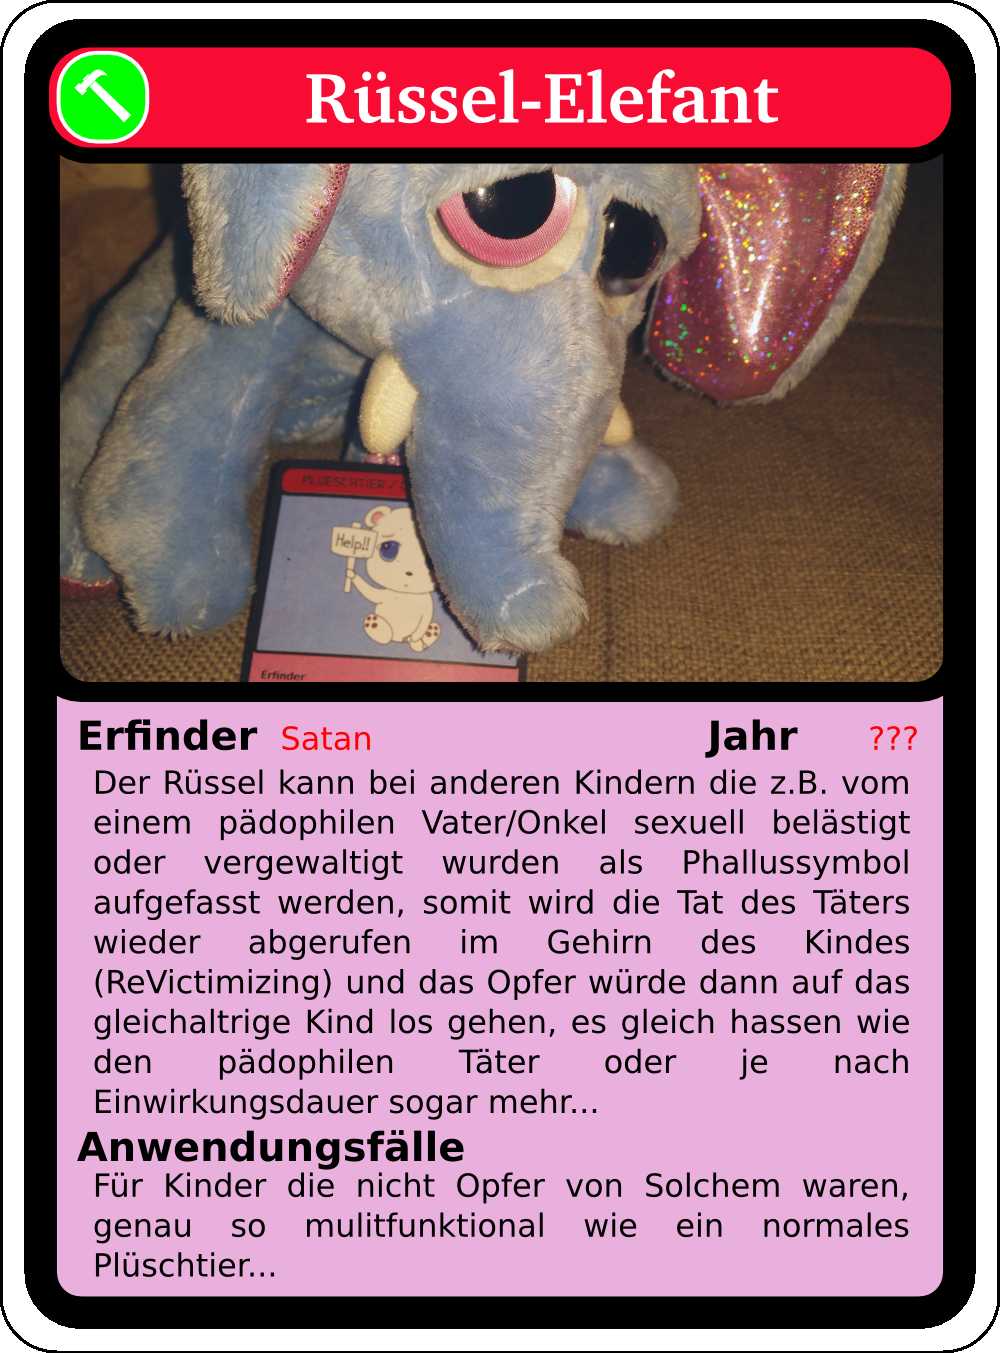 Rüssel-Elefant
PLUESCHTIER /
Help!!
Erfinder
Erfinder Satan Jahr ???
Der Rüssel kann bei anderen Kindern die z.B. vom
einem pädophilen Vater/Onkel sexuell belästigt
oder vergewaltigt wurden als Phallussymbol
aufgefasst werden, somit wird die Tat des Täters
wieder abgerufen im Gehirn des Kindes
(ReVictimizing) und das Opfer würde dann auf das
gleichaltrige Kind los gehen, es gleich hassen wie
den pädophilen Täter oder je nach
Einwirkungsdauer sogar mehr...
Anwendungsfälle
Für Kinder die nicht Opfer von Solchem waren,
genau so mulitfunktional wie ein normales
Plüschtier...